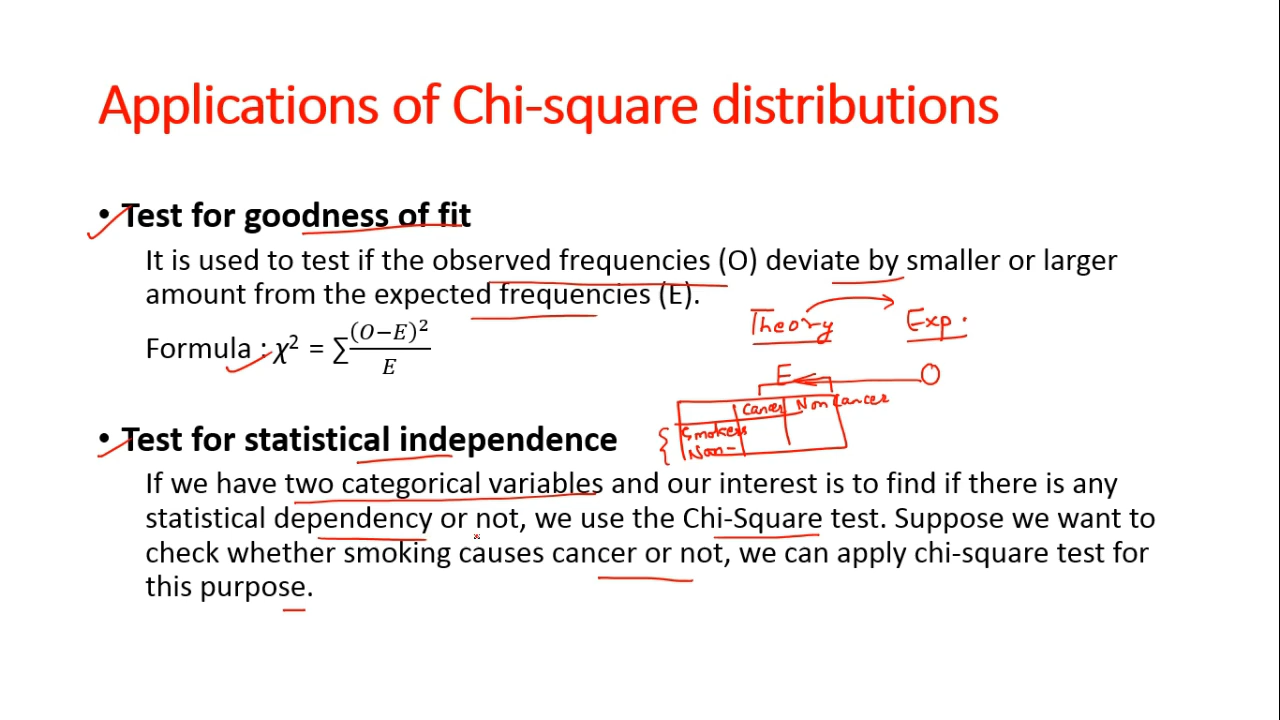 Applications of Chi-square distributions
• Test for goodness of fit
It is used to test if the observed frequencies (O) deviate by smaller or larger
amount from the expected frequencies (E).
Theory Exp.
Formula : χ² = ∑(O−E)²/E
E O
Cancer Non Cancer
Smokers
Non-
• Test for statistical independence
If we have two categorical variables and our interest is to find if there is any
statistical dependency or not, we use the Chi-Square test. Suppose we want to
check whether smoking causes cancer or not, we can apply chi-square test for
this purpose.